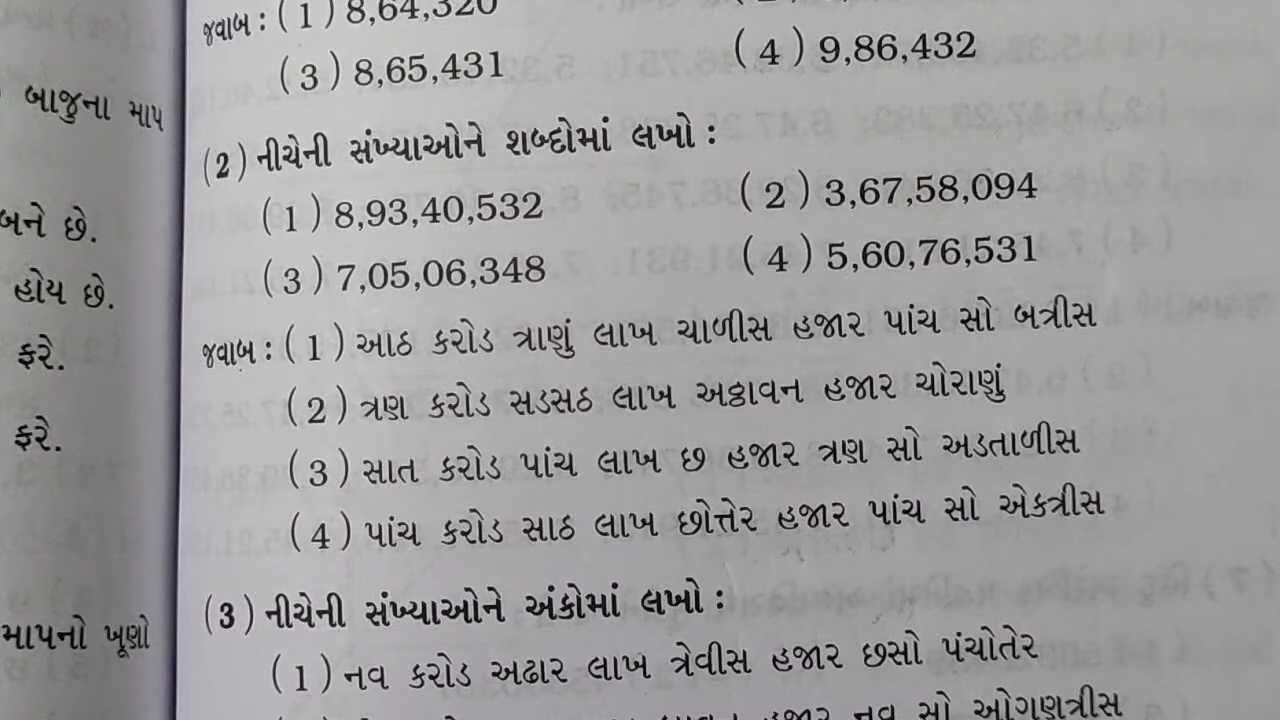 જવાબ : ( 1 ) 8,64,320
( 3 ) 8,65,431 ( 4 ) 9,86,432
બાજુના માપ
( 2 ) નીચેની સંખ્યાઓને શબ્દોમાં લખો :
( 1 ) 8,93,40,532 ( 2 ) 3,67,58,094
બને છે.
( 3 ) 7,05,06,348 ( 4 ) 5,60,76,531
હોય છે.
જવાબ : ( 1 ) આઠ કરોડ ત્રાણું લાખ ચાળીસ હજાર પાંચ સો બત્રીસ
ફરે.
( 2 ) ત્રણ કરોડ સડસઠ લાખ અઠ્ઠાવન હજાર ચોરાણું
ફરે.
( 3 ) સાત કરોડ પાંચ લાખ છ હજાર ત્રણ સો અડતાળીસ
( 4 ) પાંચ કરોડ સાઠ લાખ છોત્તેર હજાર પાંચ સો એકત્રીસ
( 3 ) નીચેની સંખ્યાઓને અંકોમાં લખો :
માપનો ખૂણો
( 1 ) નવ કરોડ અઢાર લાખ ત્રેવીસ હજાર છસો પંચોતેર
હજાર નવ સો ઓગણત્રીસ